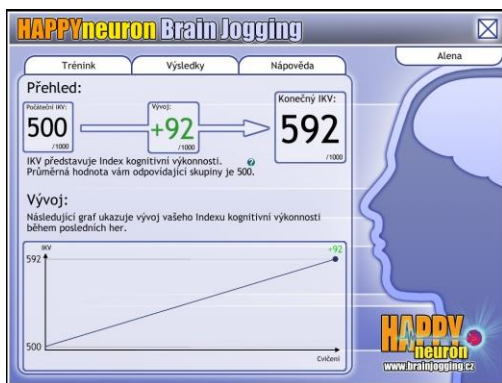 HAPPYneuron Brain Jogging
Alena
Trénink
Výsledky
Nápověda
Přehled:
Počáteční IKV:
500
/1000
Vývoj:
+92
/1000
Konečný IKV:
592
/1000
IKV představuje Index kognitivní výkonnosti.
Průměrná hodnota vám odpovídající skupiny je 500.
Vývoj:
Následující graf ukazuje vývoj vašeho Indexu kognitivní výkonnosti
během posledních her.
IKV
+92
592
500
Cvičení
HAPPY
neuron
www.brainjogging.cz